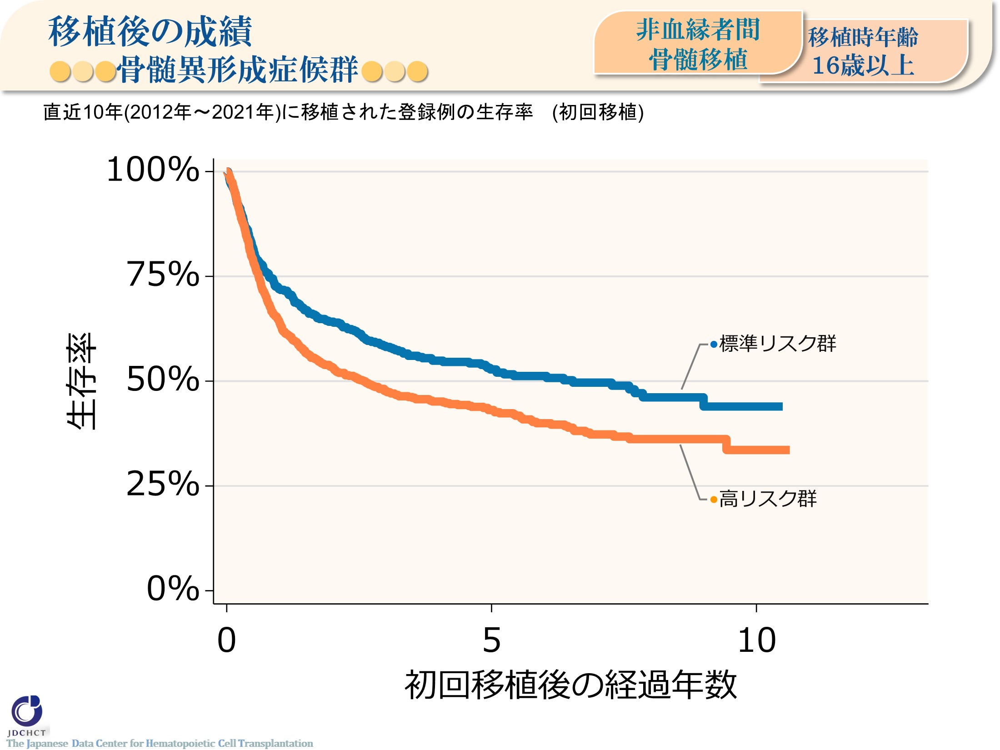 移植後の成績
骨髄異形成症候群
非血縁者間
骨髄移植
移植時年齢
16歳以上
直近10年(2012年～2021年)に移植された登録例の生存率　(初回移植)
100%
75%
50%
25%
0%
生存率
標準リスク群
高リスク群
0
5
10
初回移植後の経過年数
JDCHCT
The Japanese Data Center for Hematopoietic Cell Transplantation